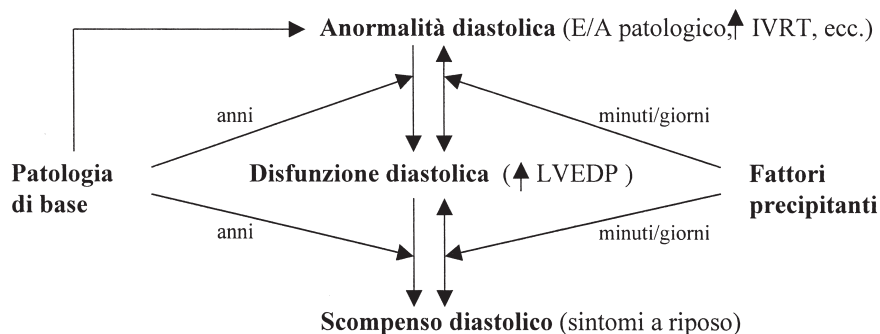 Anormalità diastolica (E/A patologico, ↑ IVRT, ecc.)
anni
minuti/giorni
Patologia
di base
Disfunzione diastolica (↑ LVEDP )
Fattori
precipitanti
anni
minuti/giorni
Scompenso diastolico (sintomi a riposo)